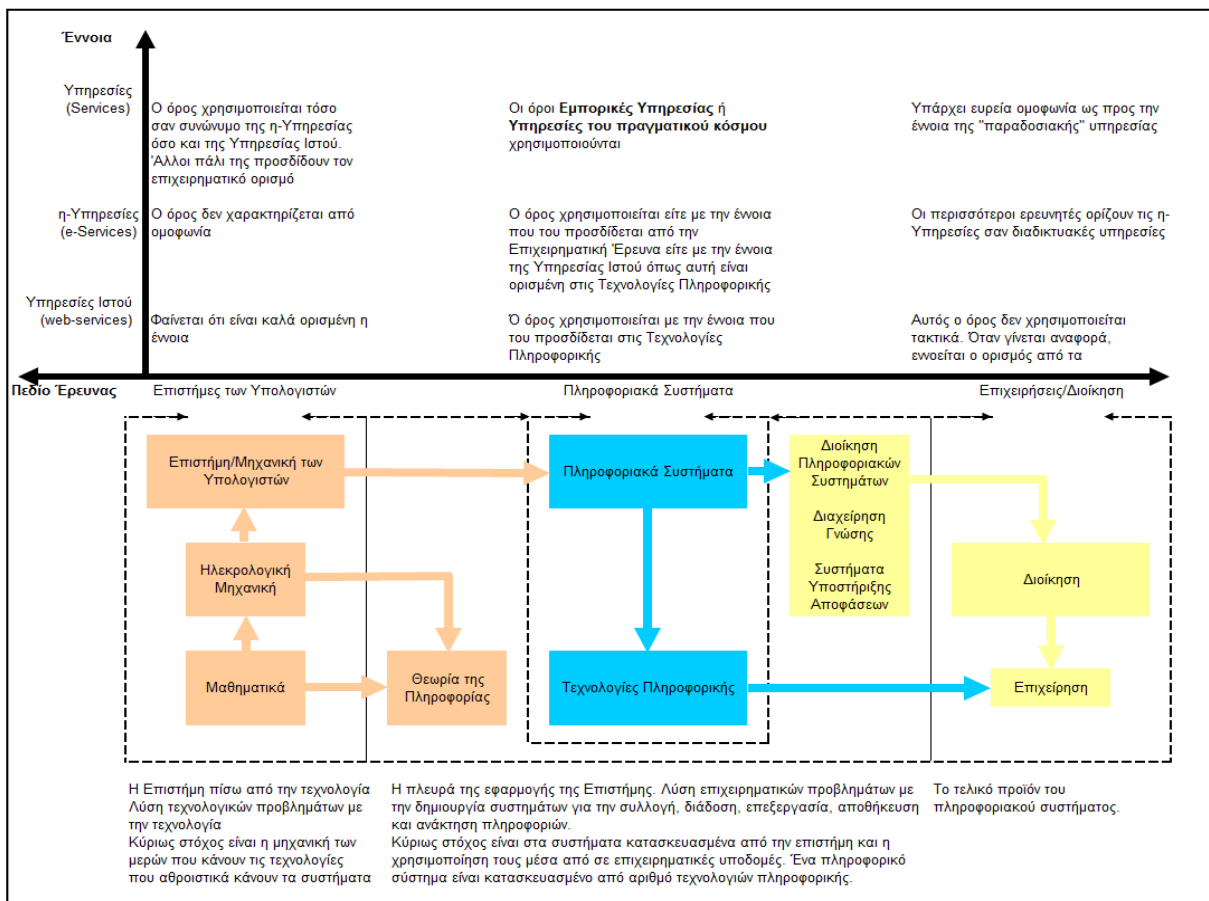 Έννοια
Υπηρεσίες
(Services)
Ο όρος χρησιμοποιείται τόσο
σαν συνώνυμο της η-Υπηρεσίας
όσο και της Υπηρεσίας Ιστού.
Άλλοι πάλι της προσδίδουν τον
επιχειρηματικό ορισμό
Οι όροι Εμπορικές Υπηρεσίας ή
Υπηρεσίες του πραγματικού κόσμου
χρησιμοποιούνται
Υπάρχει ευρεία ομοφωνία ως προς την
έννοια της "παραδοσιακής" υπηρεσίας
η-Υπηρεσίες
(e-Services)
Ο όρος δεν χαρακτηρίζεται από
ομοφωνία
Ο όρος χρησιμοποιείται είτε με την έννοια
που του προσδίδεται από την
Επιχειρηματική Έρευνα είτε με την έννοια
της Υπηρεσίας Ιστού όπως αυτή είναι
ορισμένη στις Τεχνολογίες Πληροφορικής
Οι περισσότεροι ερευνητές ορίζουν τις η-
Υπηρεσίες σαν διαδικτυακές υπηρεσίες
Υπηρεσίες Ιστού
(web-services)
Φαίνεται ότι είναι καλά ορισμένη η
έννοια
Ό όρος χρησιμοποιείται με την έννοια που
του προσδίδεται στις Τεχνολογίες
Πληροφορικής
Αυτός ο όρος δεν χρησιμοποιείται
τακτικά. Όταν γίνεται αναφορά,
εννοείται ο ορισμός από τα
Πεδίο Έρευνας
Επιστήμες των Υπολογιστών
Πληροφοριακά Συστήματα
Επιχειρήσεις/Διοίκηση
Επιστήμη/Μηχανική των
Υπολογιστών
Πληροφοριακά Συστήματα
Διοίκηση
Πληροφοριακών
Συστημάτων
Διαχείρηση
Γνώσης
Συστήματα
Υποστήριξης
Αποφάσεων
Ηλεκρολογική
Μηχανική
Διοίκηση
Μαθηματικά
Θεωρία της
Πληροφορίας
Τεχνολογίες Πληροφορικής
Επιχείρηση
Η Επιστήμη πίσω από την τεχνολογία
Λύση τεχνολογικών προβλημάτων με
την τεχνολογία
Κύριως στόχος είναι η μηχανική των
μερών που κάνουν τις τεχνολογίες
που αθροιστικά κάνουν τα συστήματα
Η πλευρά της εφαρμογής της Επιστήμης. Λύση επιχειρηματικών προβλημάτων με
την δημιουργία συστημάτων για την συλλογή, διάδοση, επεξεργασία, αποθήκευση
και ανάκτηση πληροφοριών.
Κύριως στόχος είναι στα συστήματα κατασκευασμένα από την επιστήμη και η
χρησιμοποίηση τους μέσα από σε επιχειρηματικές υποδομές. Ένα πληροφορικό
σύστημα είναι κατασκευασμένο από αριθμό τεχνολογιών πληροφορικής.
Το τελικό προϊόν του
πληροφοριακού συστήματος.